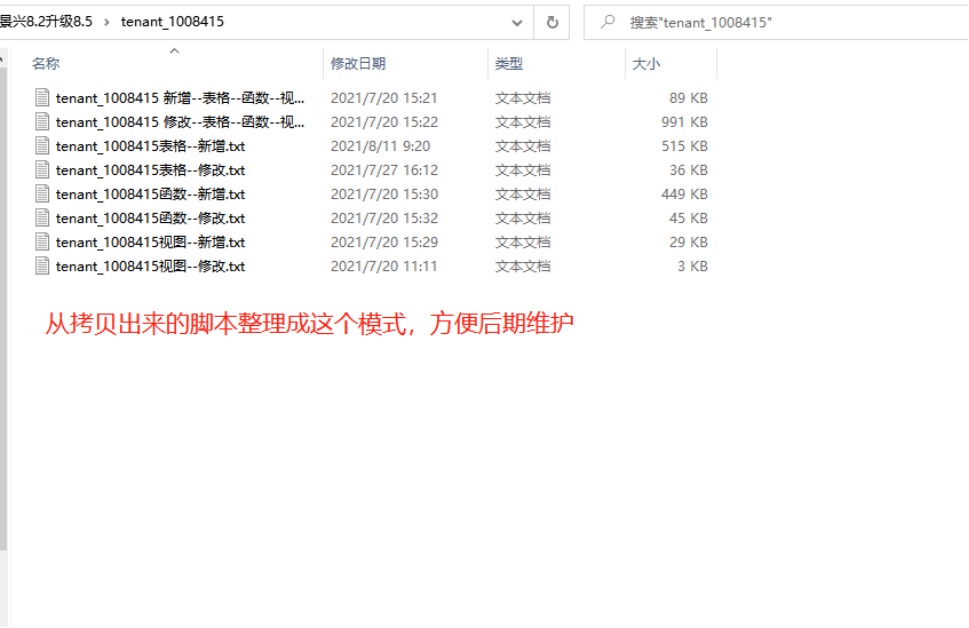 景兴8.2升级8.5 › tenant_1008415
搜索"tenant_1008415"
名称 修改日期 类型 大小
tenant_1008415 新增--表格--函数--视... 2021/7/20 15:21 文本文档 89 KB
tenant_1008415 修改--表格--函数--视... 2021/7/20 15:22 文本文档 991 KB
tenant_1008415表格--新增.txt 2021/8/11 9:20 文本文档 515 KB
tenant_1008415表格--修改.txt 2021/7/27 16:12 文本文档 36 KB
tenant_1008415函数--新增.txt 2021/7/20 15:30 文本文档 449 KB
tenant_1008415函数--修改.txt 2021/7/20 15:32 文本文档 45 KB
tenant_1008415视图--新增.txt 2021/7/20 15:29 文本文档 29 KB
tenant_1008415视图--修改.txt 2021/7/20 11:11 文本文档 3 KB
从拷贝出来的脚本整理成这个模式，方便后期维护